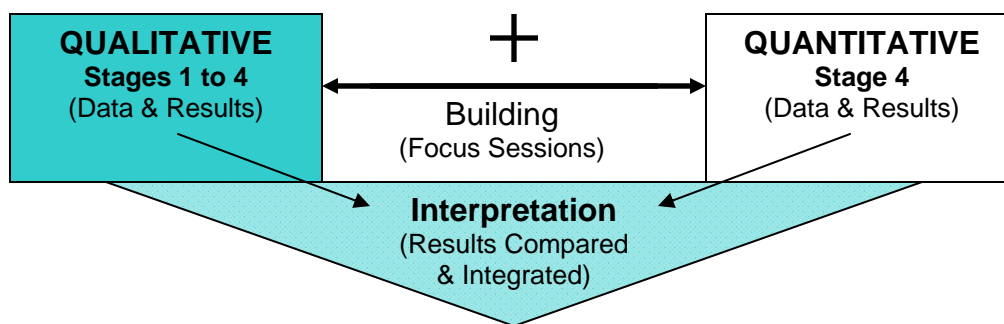 QUALITATIVE
Stages 1 to 4
(Data & Results)
+
Building
(Focus Sessions)
QUANTITATIVE
Stage 4
(Data & Results)
Interpretation
(Results Compared
& Integrated)